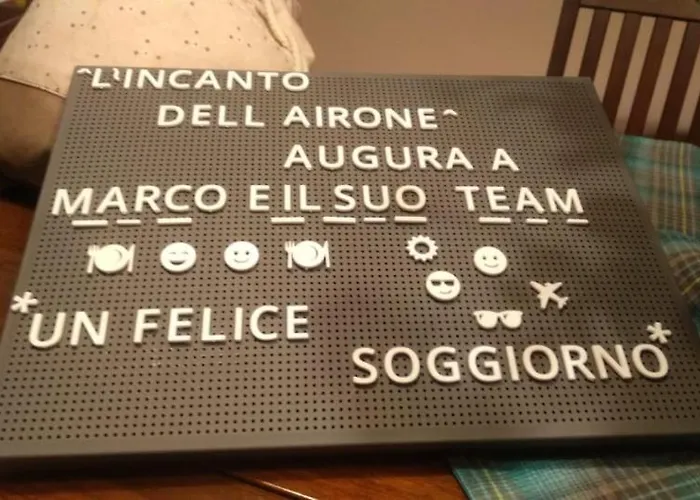 ^L'INCANTO
DELL AIRONE^
AUGURA A
MARCO E IL SUO TEAM
*UN FELICE
SOGGIORNO*